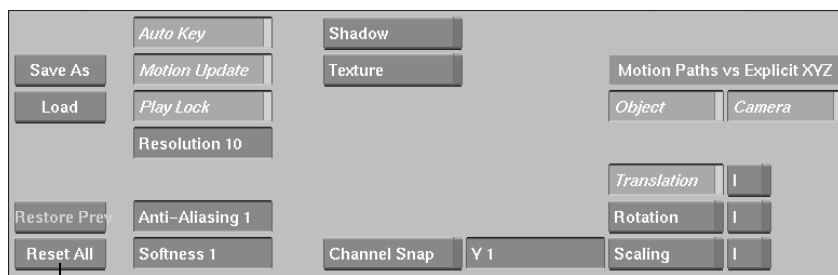 Auto Key
Shadow
Save As
Motion Update
Texture
Motion Paths vs Explicit XYZ
Load
Play Lock
Object
Camera
Resolution 10
Translation
I
Restore Prev
Anti-Aliasing 1
Rotation
I
Reset All
Softness 1
Channel Snap
Y 1
Scaling
I